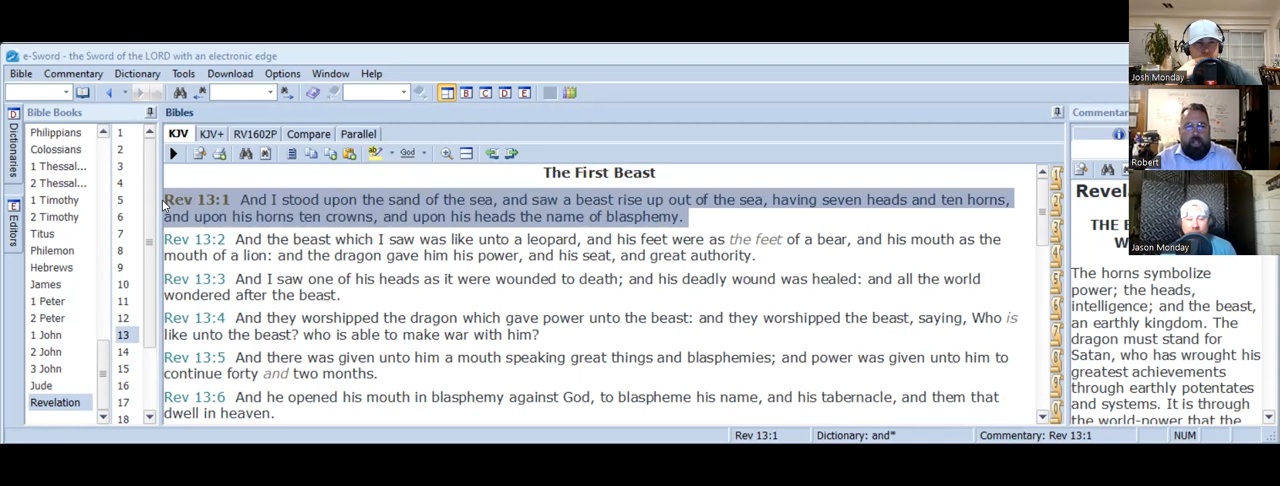 e-Sword - the Sword of the LORD with an electronic edge
Bible Commentary Dictionary Tools Download Options Window Help
B C D E
Dictionaries
Editors
Bible Books
Philippians
Colossians
1 Thessal...
2 Thessal...
1 Timothy
2 Timothy
Titus
Philemon
Hebrews
James
1 Peter
2 Peter
1 John
2 John
3 John
Jude
Revelation
1
2
3
4
5
6
7
8
9
10
11
12
13
14
15
16
17
18
Bibles
KJV KJV+ RV1602P Compare Parallel
God
The First Beast
Rev 13:1 And I stood upon the sand of the sea, and saw a beast rise up out of the sea, having seven heads and ten horns,
and upon his horns ten crowns, and upon his heads the name of blasphemy.
Rev 13:2 And the beast which I saw was like unto a leopard, and his feet were as the feet of a bear, and his mouth as the
mouth of a lion: and the dragon gave him his power, and his seat, and great authority.
Rev 13:3 And I saw one of his heads as it were wounded to death; and his deadly wound was healed: and all the world
wondered after the beast.
Rev 13:4 And they worshipped the dragon which gave power unto the beast: and they worshipped the beast, saying, Who is
like unto the beast? who is able to make war with him?
Rev 13:5 And there was given unto him a mouth speaking great things and blasphemies; and power was given unto him to
continue forty and two months.
Rev 13:6 And he opened his mouth in blasphemy against God, to blaspheme his name, and his tabernacle, and them that
dwell in heaven.
Commentar
Revel
THE B
W
The horns symbolize
power; the heads,
intelligence; and the beast,
an earthly kingdom. The
dragon must stand for
Satan, who has wrought his
greatest achievements
through earthly potentates
and systems. It is through
the world-power that the
Josh Monday
Robert
Jason Monday
Rev 13:1 Dictionary: and* Commentary: Rev 13:1 NUM